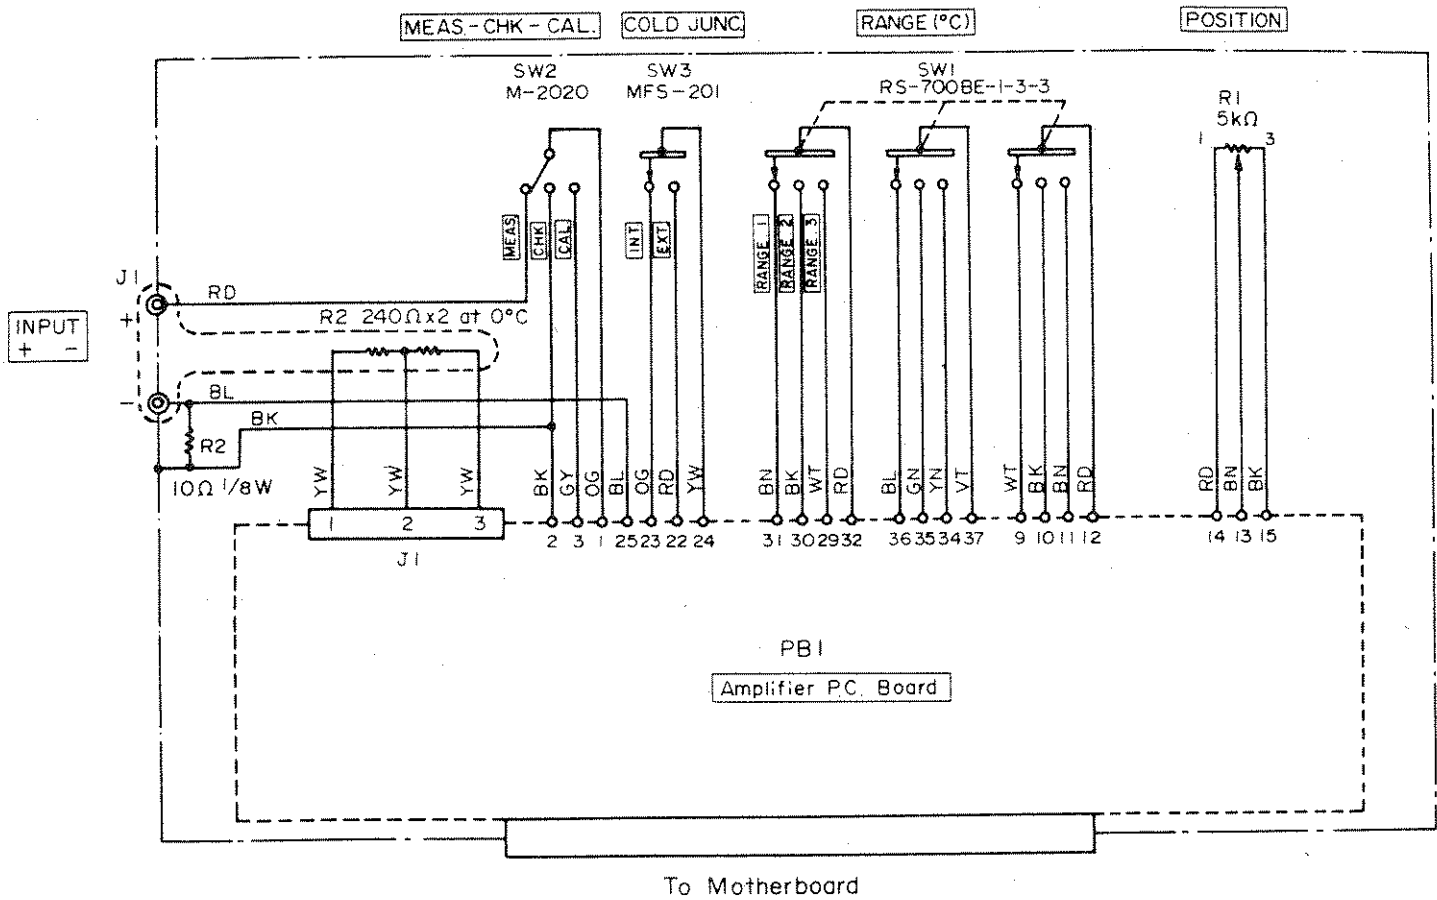 MEAS.-CHK-CAL. COLD JUNC. RANGE (°C) POSITION
SW2 SW3 SW1
M-2020 MFS-201 RS-700BE-1-3-3
R1
5kΩ
1 3
MEAS CHK CAL INT EXT RANGE 1 RANGE 2 RANGE 3
J1
RD
+
R2 240Ω x2 at 0°C
INPUT
+ -
BL
-
BK
R2
10Ω 1/8W
YW YW YW BK GY OG BL OG RD YW BN BK WT RD BL GN YN VT WT BK BN RD RD BN BK
1 2 3 2 3 1 25 23 22 24 31 30 29 32 36 35 34 37 9 10 11 12 14 13 15
J1
PB1
Amplifier P.C. Board
To Motherboard